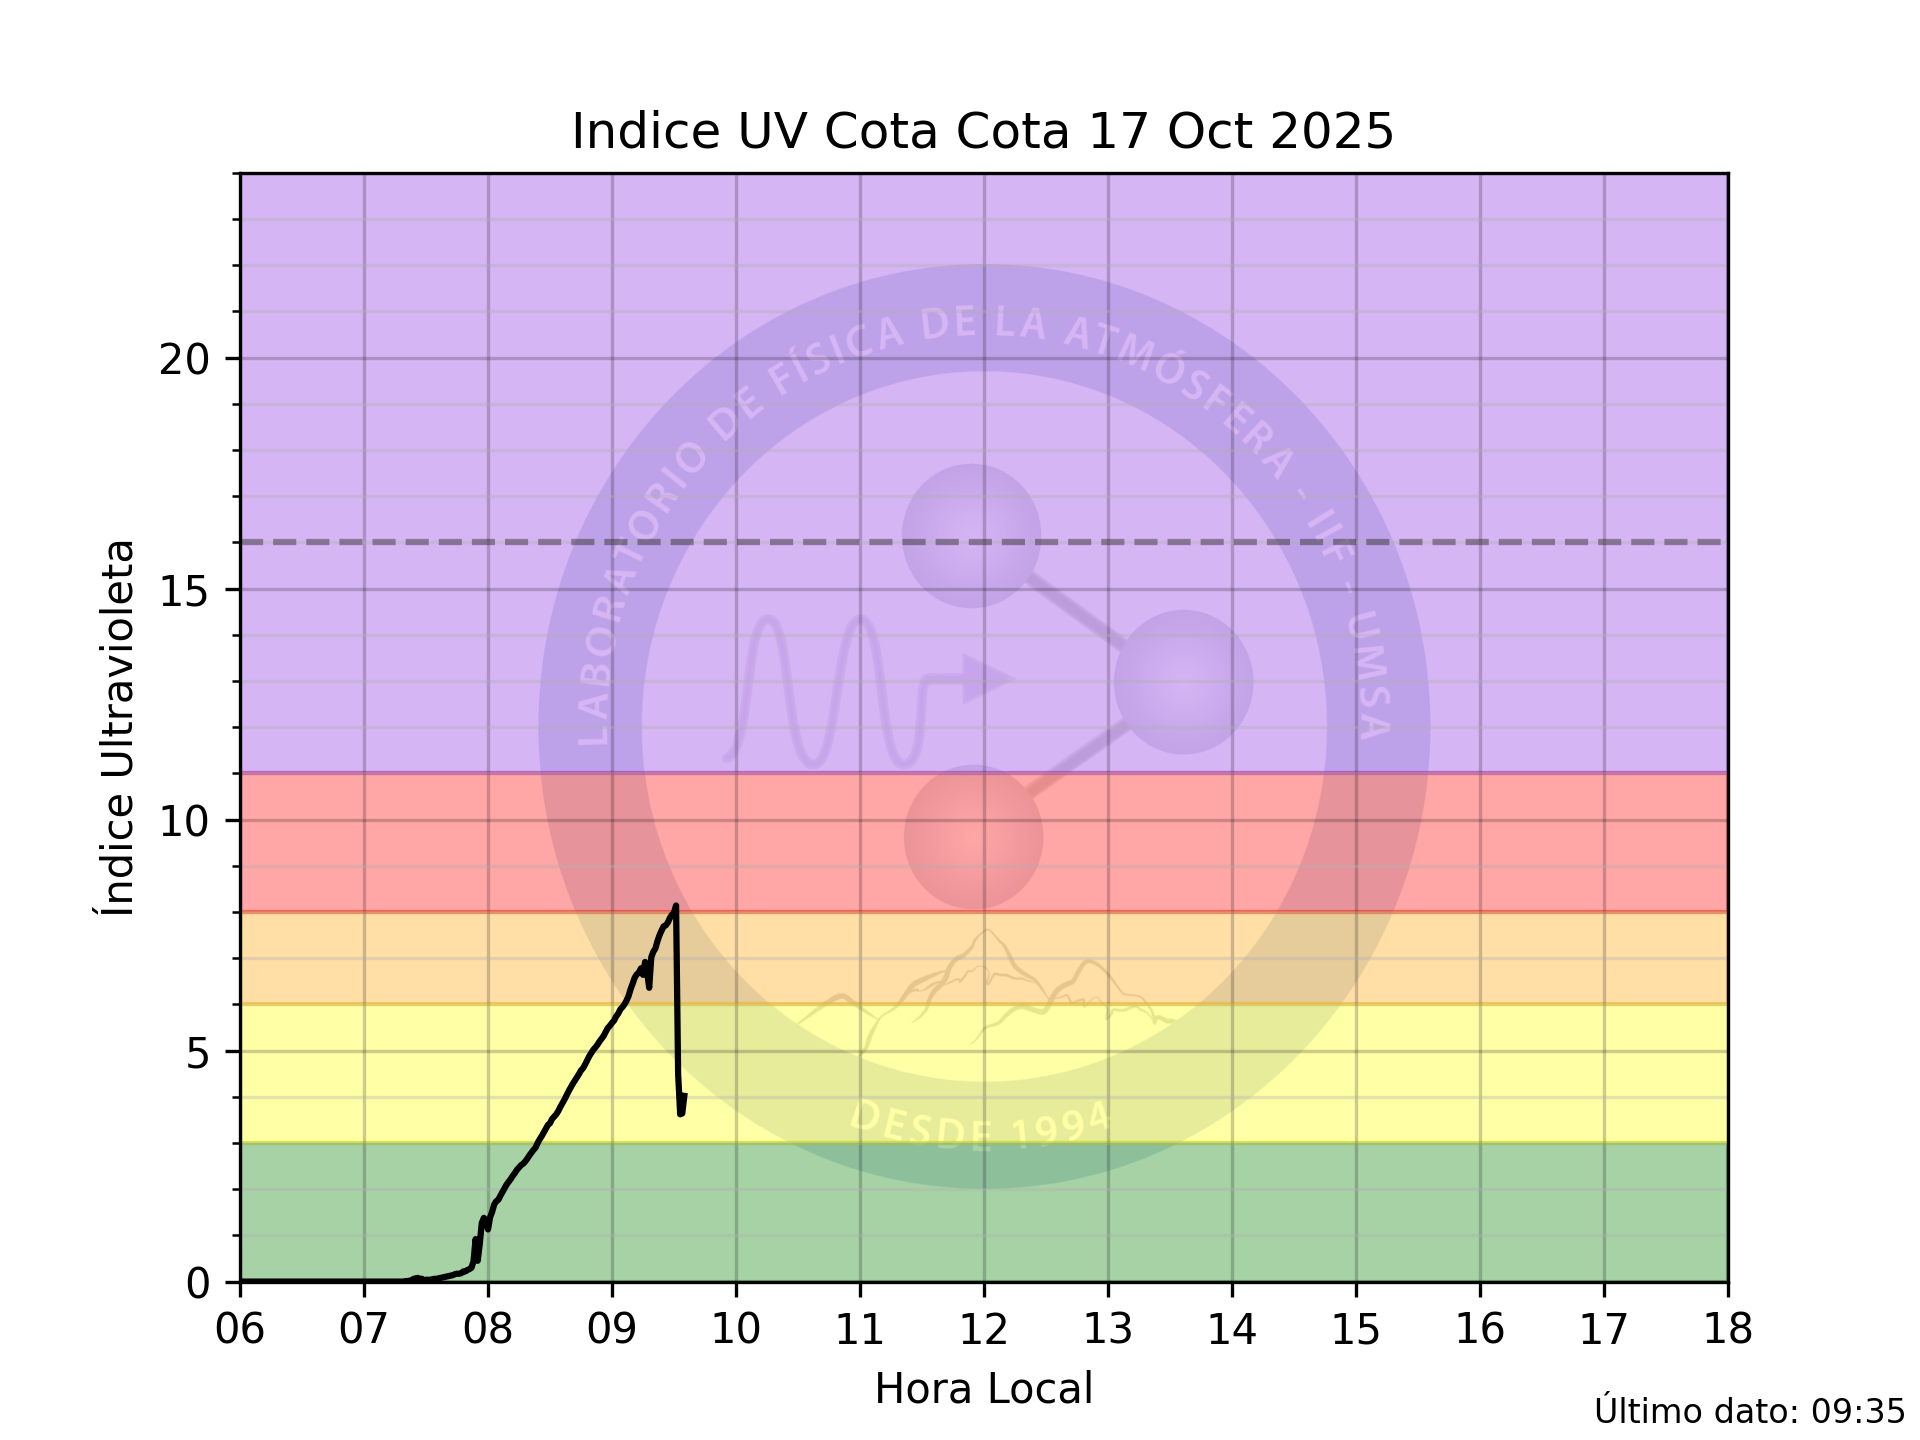 Indice UV Cota Cota 17 Oct 2025
Índice Ultravioleta
20
15
10
5
0
LABORATORIO DE FÍSICA DE LA ATMÓSFERA - IIF - UMSA
DESDE 1994
06 07 08 09 10 11 12 13 14 15 16 17 18
Hora Local
Último dato: 09:35